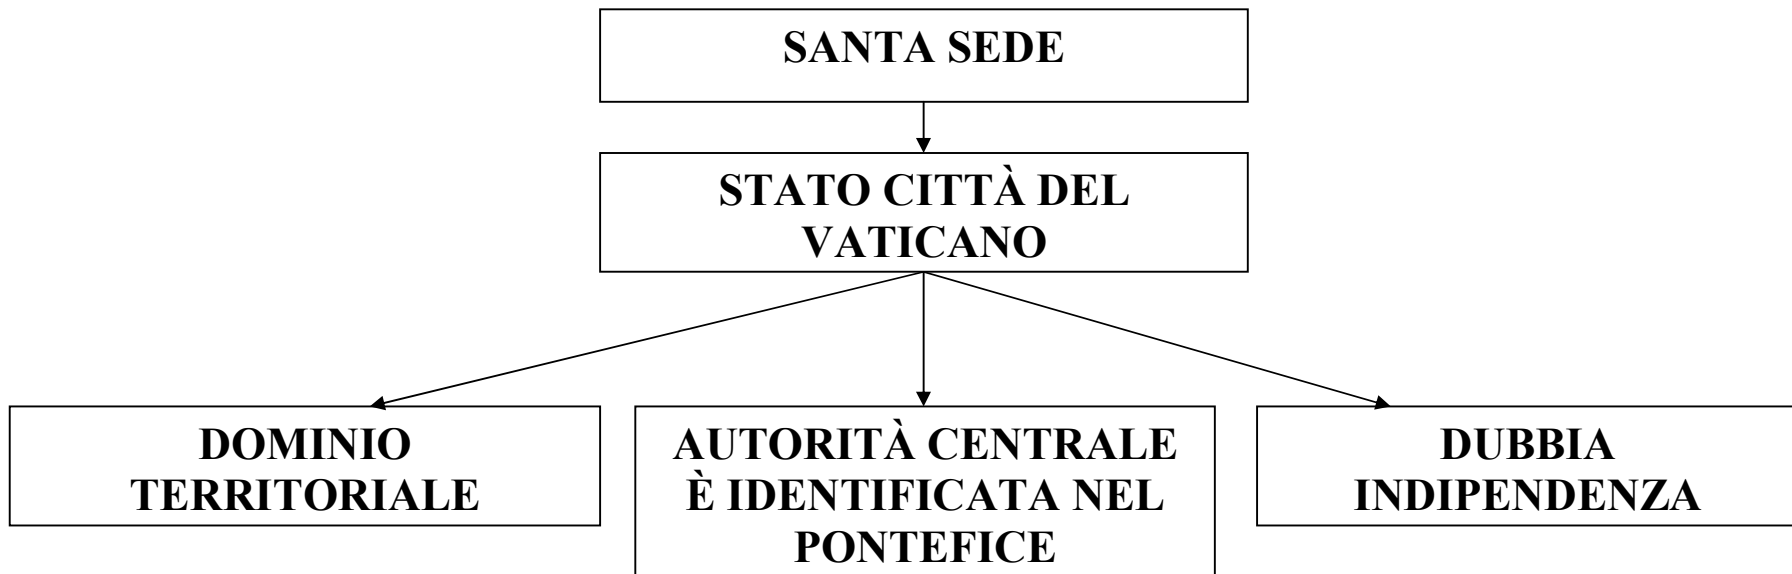 SANTA SEDE
STATO CITTÀ DEL
VATICANO
DOMINIO
TERRITORIALE
AUTORITÀ CENTRALE
È IDENTIFICATA NEL
PONTEFICE
DUBBIA
INDIPENDENZA